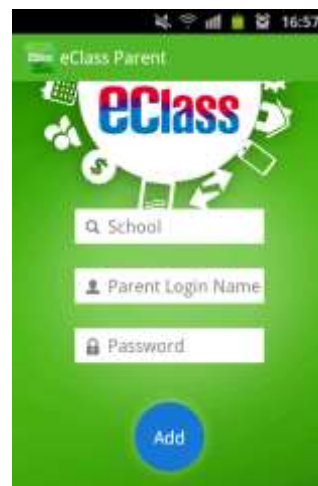 16:57
eClass Parent
eClass
School
Parent Login Name
Password
Add